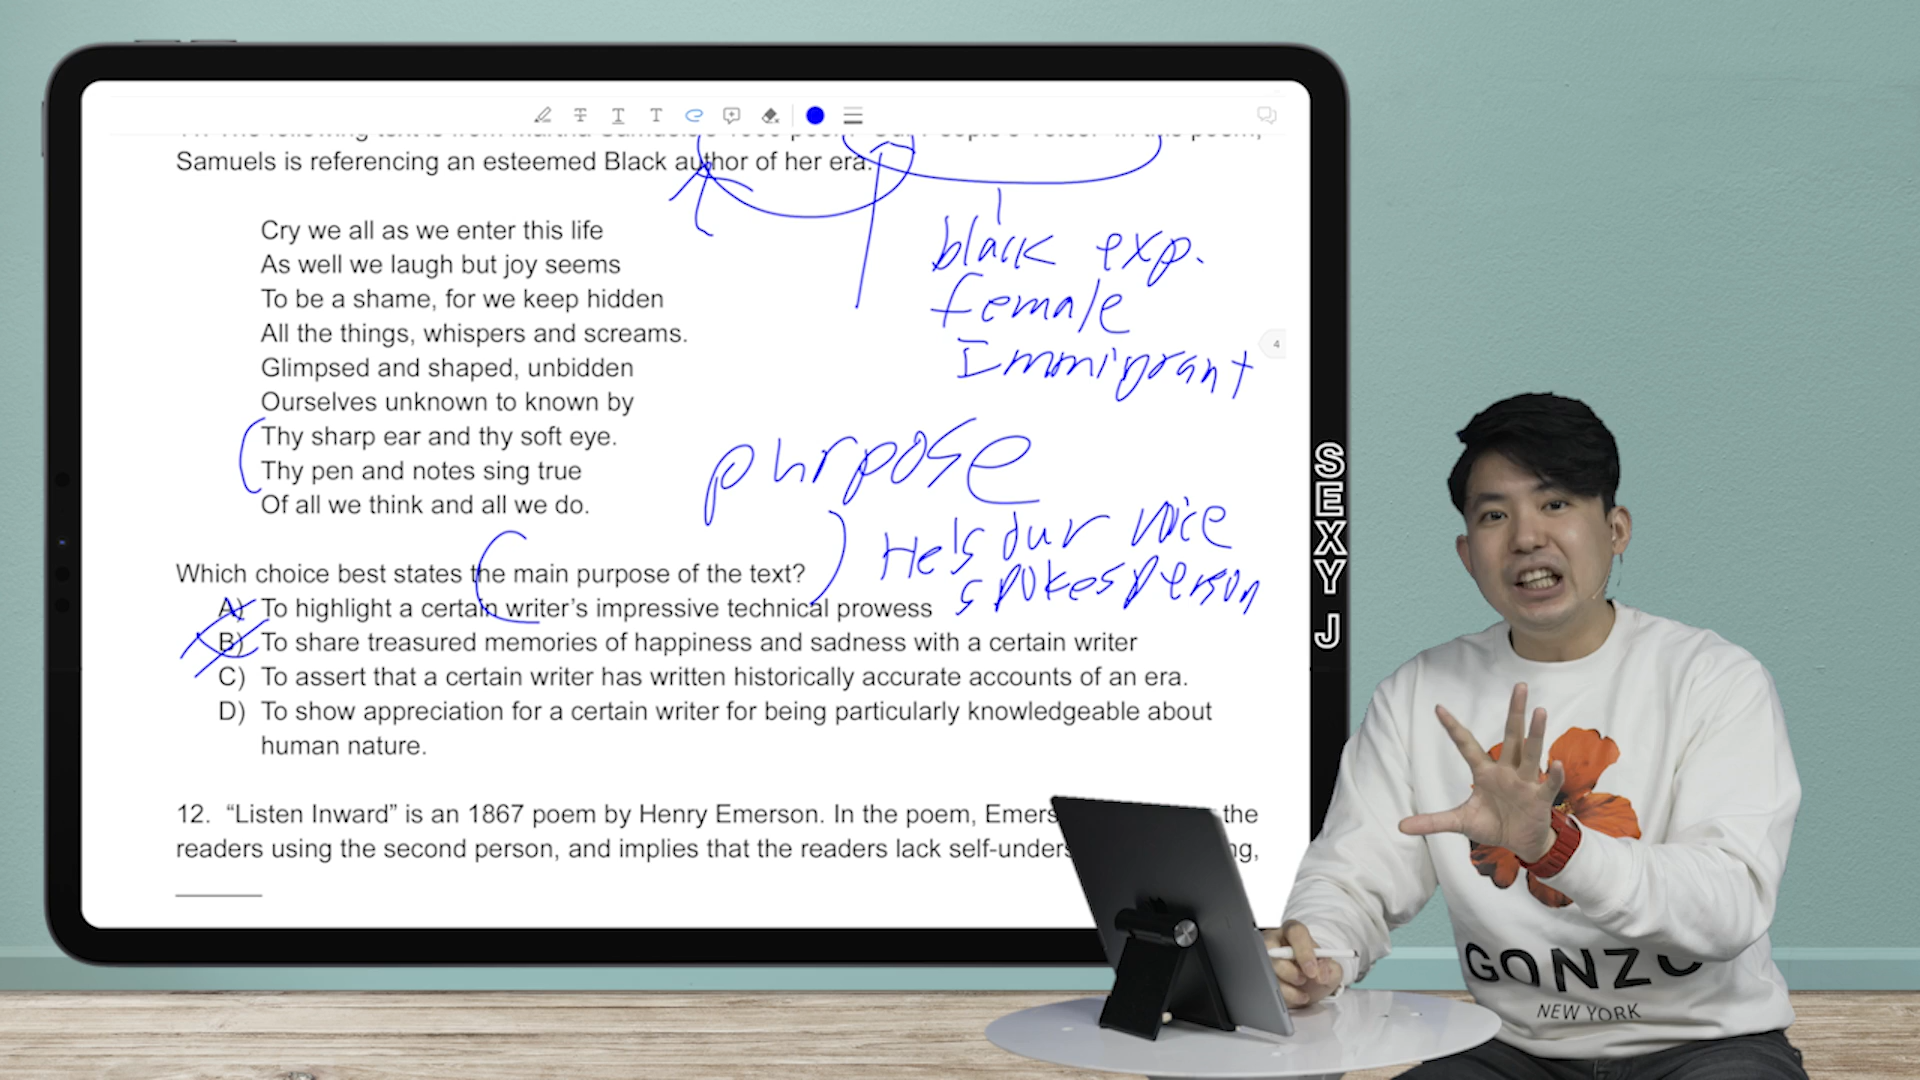 Samuels is referencing an esteemed Black author of her era.
Cry we all as we enter this life
As well we laugh but joy seems
To be a shame, for we keep hidden
All the things, whispers and screams.
Glimpsed and shaped, unbidden
Ourselves unknown to known by
Thy sharp ear and thy soft eye.
Thy pen and notes sing true
Of all we think and all we do.
black exp.
female
Immigrant
4
purpose
He's our voice
spokesperson
Which choice best states the main purpose of the text?
A) To highlight a certain writer's impressive technical prowess
B) To share treasured memories of happiness and sadness with a certain writer
C) To assert that a certain writer has written historically accurate accounts of an era.
D) To show appreciation for a certain writer for being particularly knowledgeable about
human nature.
12. “Listen Inward” is an 1867 poem by Henry Emerson. In the poem, the
readers using the second person, and implies that the readers lack
SEXY J
GONZO
NEW YORK